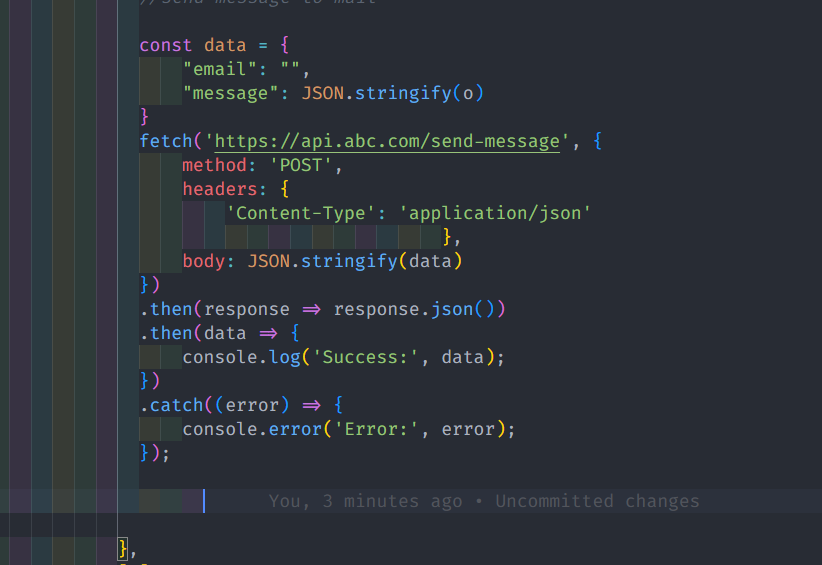 //send message to mail
const data = {
"email": "",
"message": JSON.stringify(o)
}
fetch('https://api.abc.com/send-message', {
method: 'POST',
headers: {
'Content-Type': 'application/json'
},
body: JSON.stringify(data)
})
.then(response => response.json())
.then(data => {
console.log('Success:', data);
})
.catch((error) => {
console.error('Error:', error);
});
You, 3 minutes ago • Uncommitted changes
},